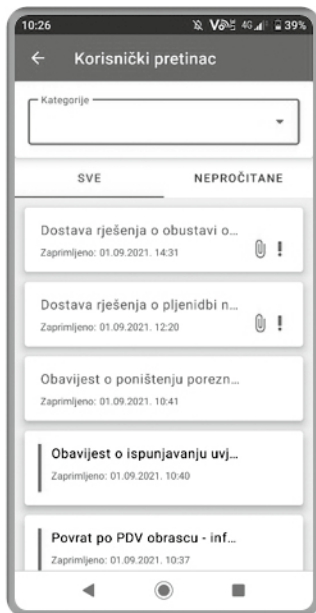 10:26 4G 39%
Korisnički pretinac
Kategorije
SVE NEPROČITANE
Dostava rješenja o obustavi o...
Zaprimljeno: 01.09.2021. 14:31
Dostava rješenja o pljenidbi n...
Zaprimljeno: 01.09.2021. 12:20
Obavijest o poništenju porezn...
Zaprimljeno: 01.09.2021. 10:41
Obavijest o ispunjavanju uvj...
Zaprimljeno: 01.09.2021. 10:40
Povrat po PDV obrascu - inf...
Zaprimljeno: 01.09.2021. 10:37